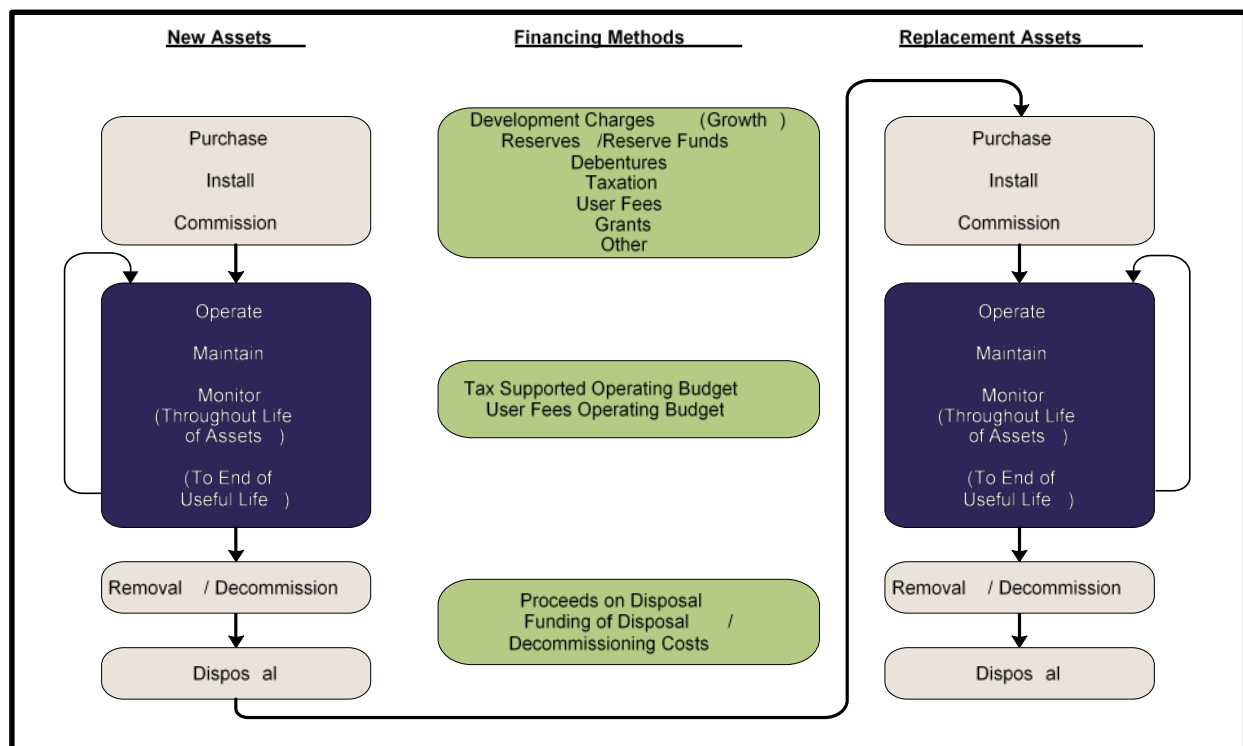 New Assets
Financing Methods
Replacement Assets
Purchase
Install
Commission
Operate
Maintain
Monitor
(Throughout Life
of Assets )
(To End of
Useful Life )
Removal / Decommission
Dispos al
Development Charges (Growth )
Reserves /Reserve Funds
Debentures
Taxation
User Fees
Grants
Other
Tax Supported Operating Budget
User Fees Operating Budget
Proceeds on Disposal
Funding of Disposal /
Decommissioning Costs
Purchase
Install
Commission
Operate
Maintain
Monitor
(Throughout Life
of Assets )
(To End of
Useful Life )
Removal / Decommission
Dispos al